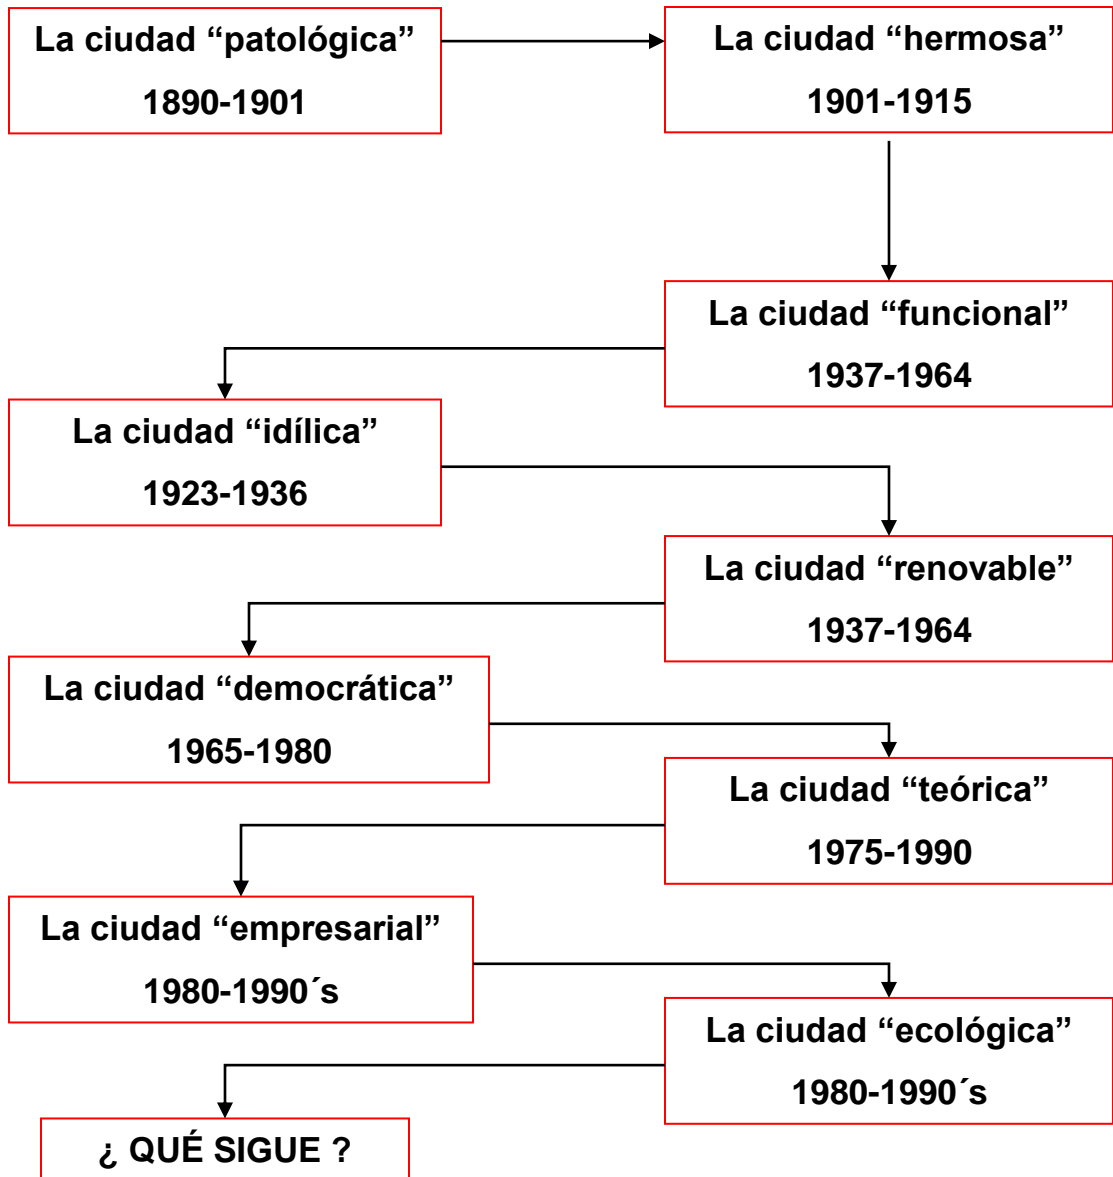 La ciudad “patológica”
1890-1901
La ciudad “hermosa”
1901-1915
La ciudad “funcional”
1937-1964
La ciudad “idílica”
1923-1936
La ciudad “renovable”
1937-1964
La ciudad “democrática”
1965-1980
La ciudad “teórica”
1975-1990
La ciudad “empresarial”
1980-1990´s
La ciudad “ecológica”
1980-1990´s
¿ QUÉ SIGUE ?